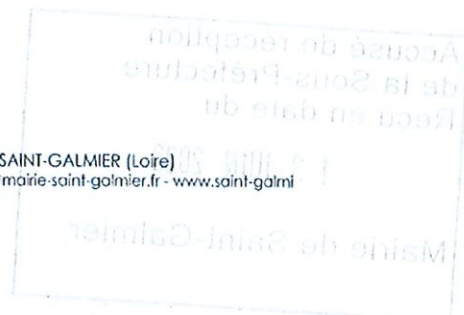 Accusé de réception
de la Sous-Préfecture
Reçu en date du
SAINT-GALMIER (Loire)
mairie-saint-galmier.fr - www.saint-galmi
Mairie de Saint-Galmier